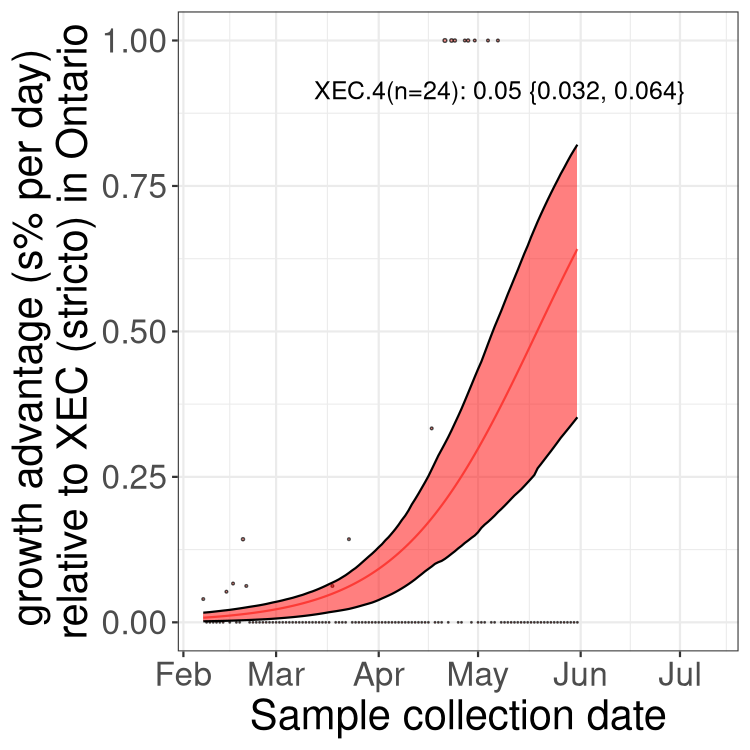 growth advantage (s% per day)
relative to XEC (stricto) in Ontario
1.00
0.75
0.50
0.25
0.00
XEC.4(n=24): 0.05 {0.032, 0.064}
Feb Mar Apr May Jun Jul
Sample collection date